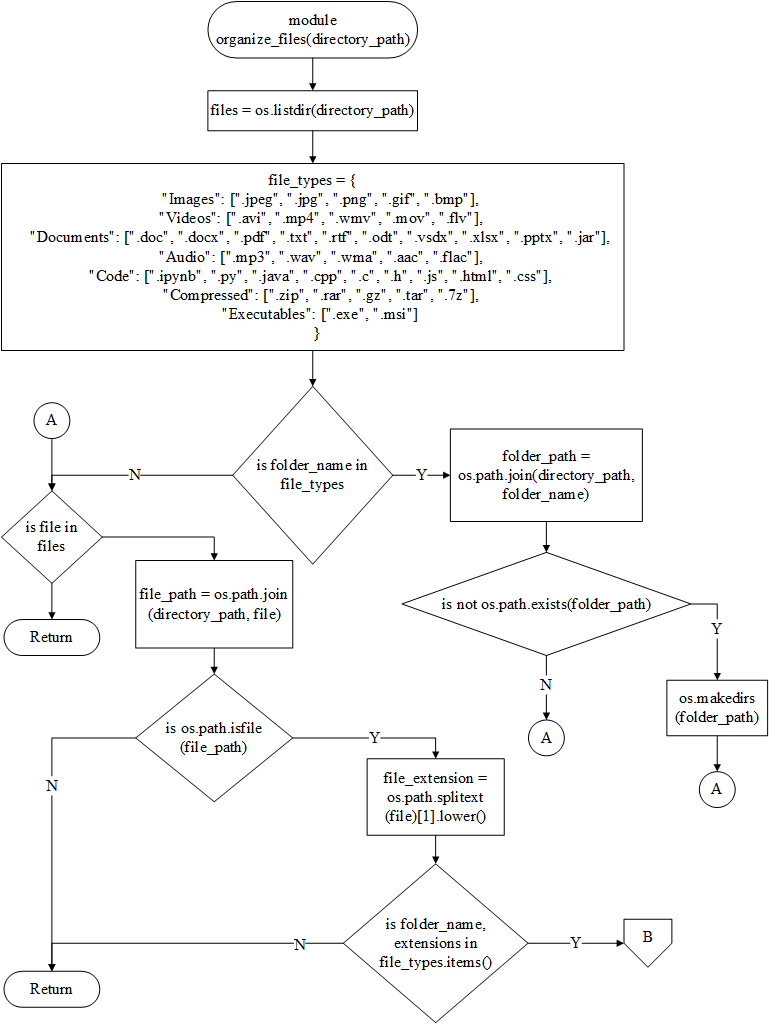 module
organize_files(directory_path)
files = os.listdir(directory_path)
file_types = {
"Images": [".jpeg", ".jpg", ".png", ".gif", ".bmp"],
"Videos": [".avi", ".mp4", ".wmv", ".mov", ".flv"],
"Documents": [".doc", ".docx", ".pdf", ".txt", ".rtf", ".odt", ".vsdx", ".xlsx", ".pptx", ".jar"],
"Audio": [".mp3", ".wav", ".wma", ".aac", ".flac"],
"Code": [".ipynb", ".py", ".java", ".cpp", ".c", ".h", ".js", ".html", ".css"],
"Compressed": [".zip", ".rar", ".gz", ".tar", ".7z"],
"Executables": [".exe", ".msi"]
}
A
is folder_name in
file_types
N
Y
folder_path =
os.path.join(directory_path,
folder_name)
is file in
files
file_path = os.path.join
(directory_path, file)
is not os.path.exists(folder_path)
Y
Return
N
os.makedirs
(folder_path)
A
A
is os.path.isfile
(file_path)
Y
N
file_extension =
os.path.splitext
(file)[1].lower()
is folder_name,
extensions in
file_types.items()
N
Y
B
Return